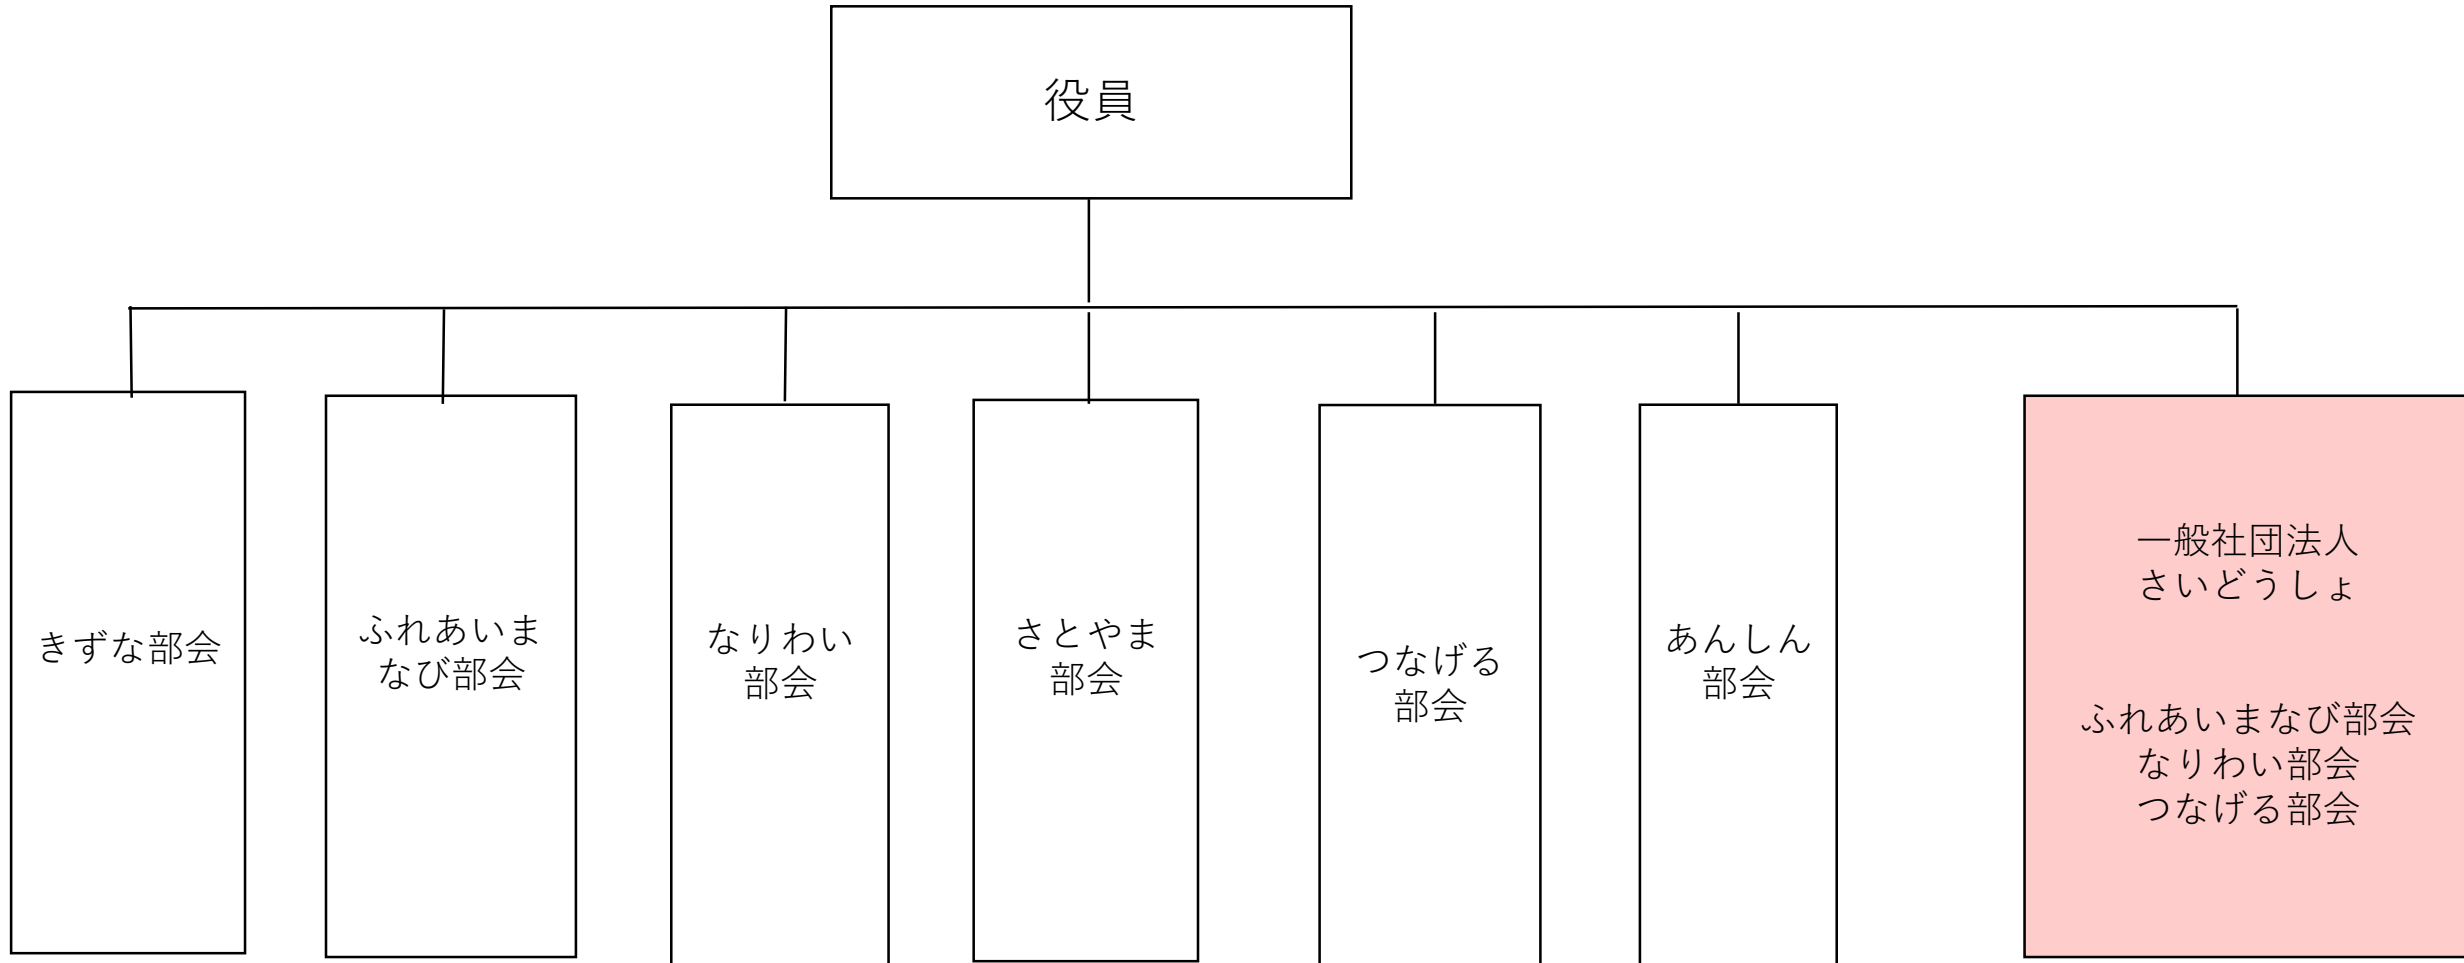 役員
きずな部会
ふれあいま
なび部会
なりわい
部会
さとやま
部会
つなげる
部会
あんしん
部会
一般社団法人
さいどうしょ
ふれあいまなび部会
なりわい部会
つなげる部会